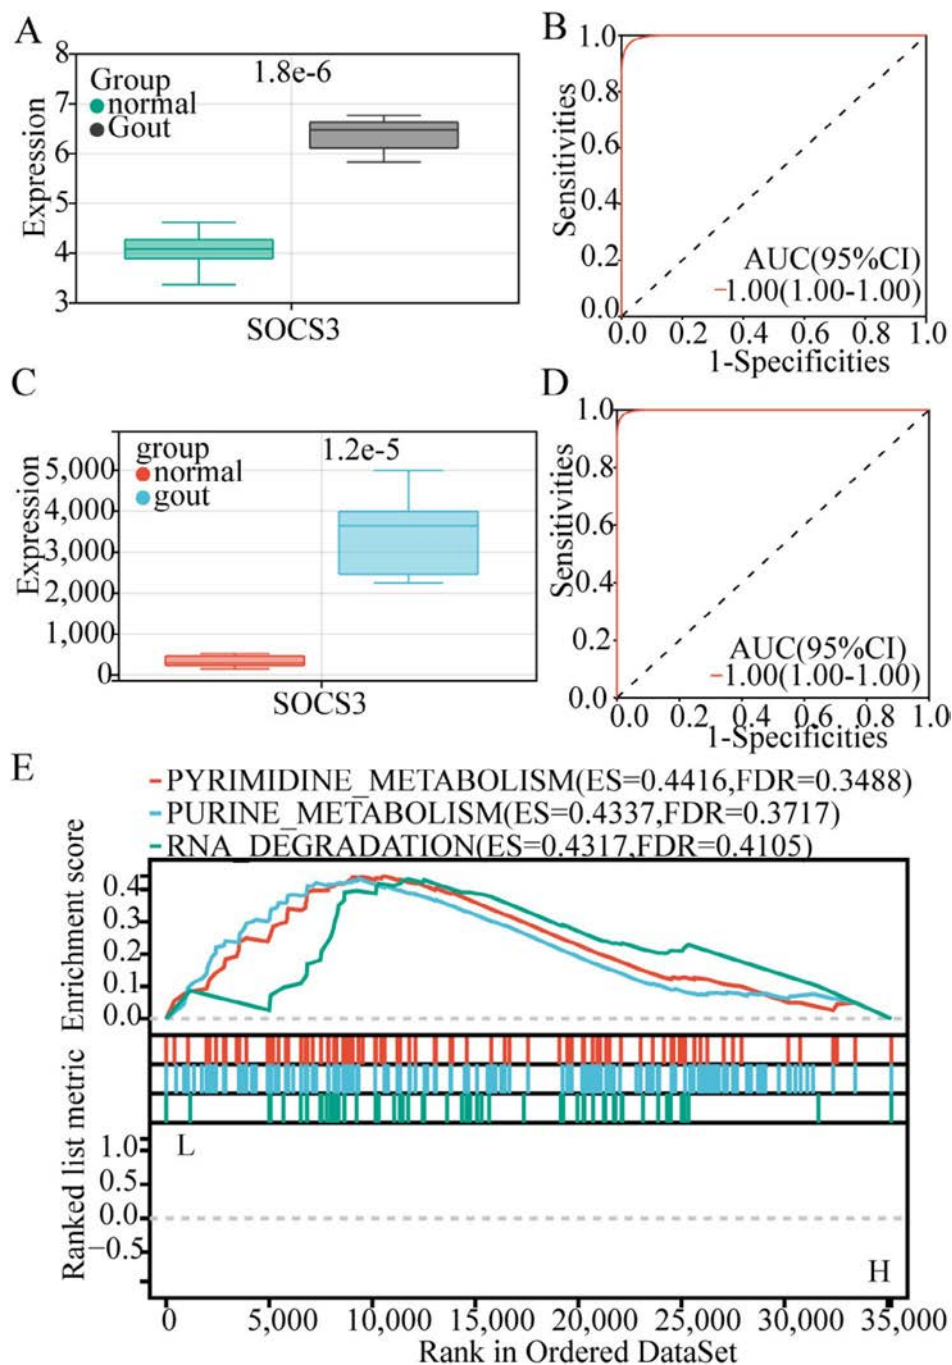 A
8
7
6
5
4
3
Expression
Group
normal
Gout
1.8e-6
SOCS3
B
1.0
0.8
0.6
0.4
0.2
0.0
Sensitivities
AUC(95%CI)
1.00(1.00-1.00)
0.0 0.2 0.4 0.6 0.8 1.0
1-Specificities
C
5,000
4,000
3,000
2,000
1,000
0
Expression
group
normal
gout
1.2e-5
SOCS3
D
1.0
0.8
0.6
0.4
0.2
0.0
Sensitivities
AUC(95%CI)
1.00(1.00-1.00)
0.0 0.2 0.4 0.6 0.8 1.0
1-Specificities
E
PYRIMIDINE_METABOLISM(ES=0.4416,FDR=0.3488)
PURINE_METABOLISM(ES=0.4337,FDR=0.3717)
RNA_DEGRADATION(ES=0.4317,FDR=0.4105)
0.4
0.3
0.2
0.1
0.0
Enrichment score
1.0
0.5
0.0
−0.5
Ranked list metric
L
H
0 5,000 10,000 15,000 20,000 25,000 30,000 35,000
Rank in Ordered DataSet